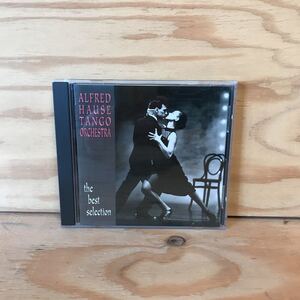 ALFRED
HAUSE
TANGO
ORCHESTRA
the
best
selection